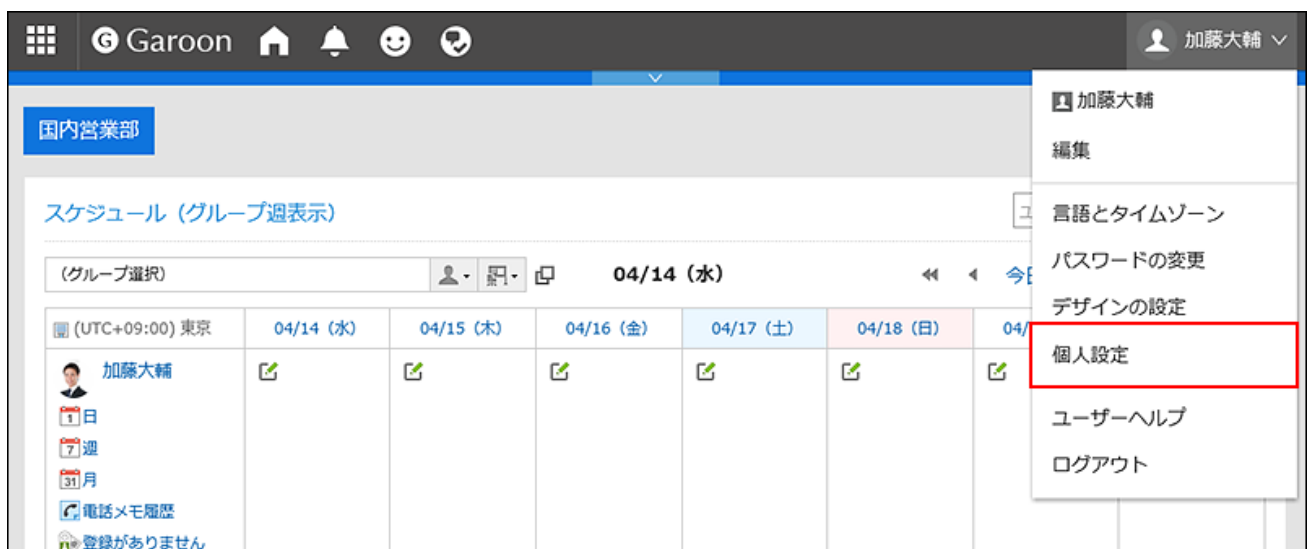 Garoon
加藤大輔
加藤大輔
編集
言語とタイムゾーン
パスワードの変更
デザインの設定
個人設定
ユーザーヘルプ
ログアウト
国内営業部
スケジュール（グループ週表示）
（グループ選択）
04/14（水）
(UTC+09:00) 東京
04/14（水）
04/15（木）
04/16（金）
04/17（土）
04/18（日）
04/
加藤大輔
日
週
月
電話メモ履歴
登録がありません